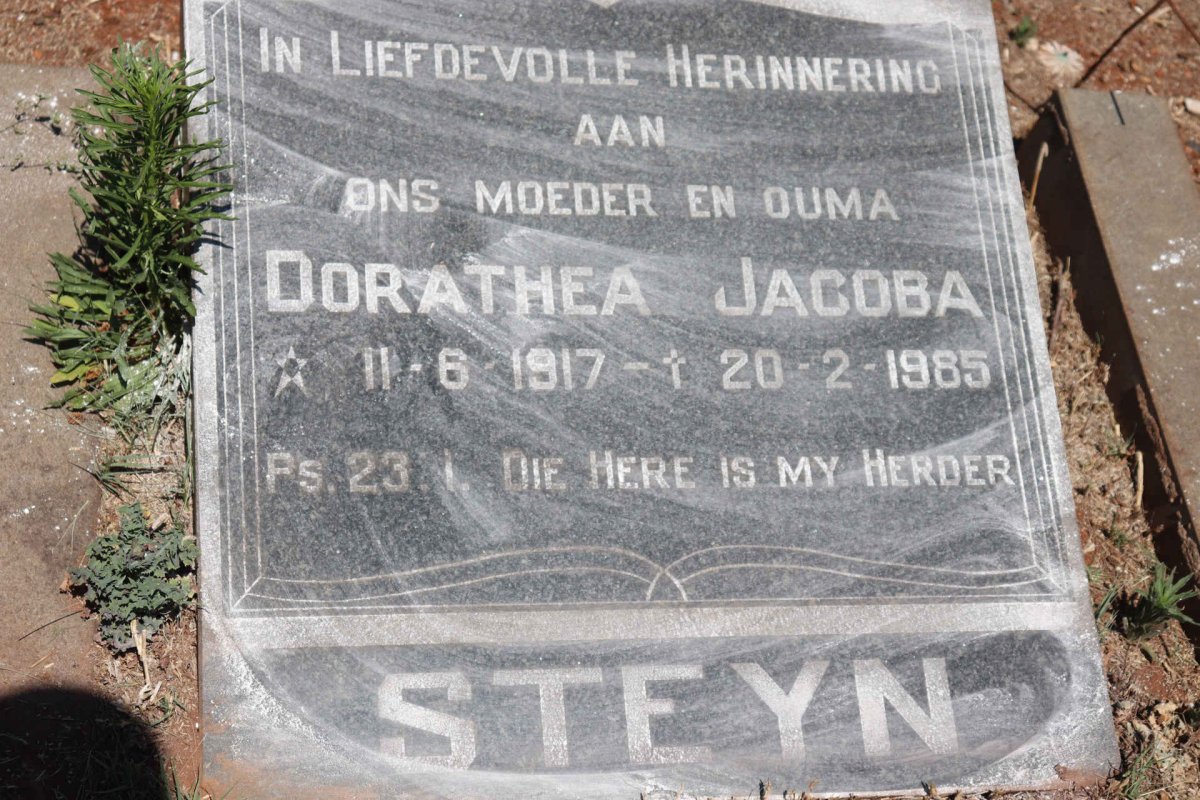 IN LIEFDEVOLLE HERINNERING
AAN
ONS MOEDER EN OUMA
DORATHEA JACOBA
☆ 11-6-1917-† 20-2-1985
PS. 23. 1. DIE HERE IS MY HERDER
STEYN